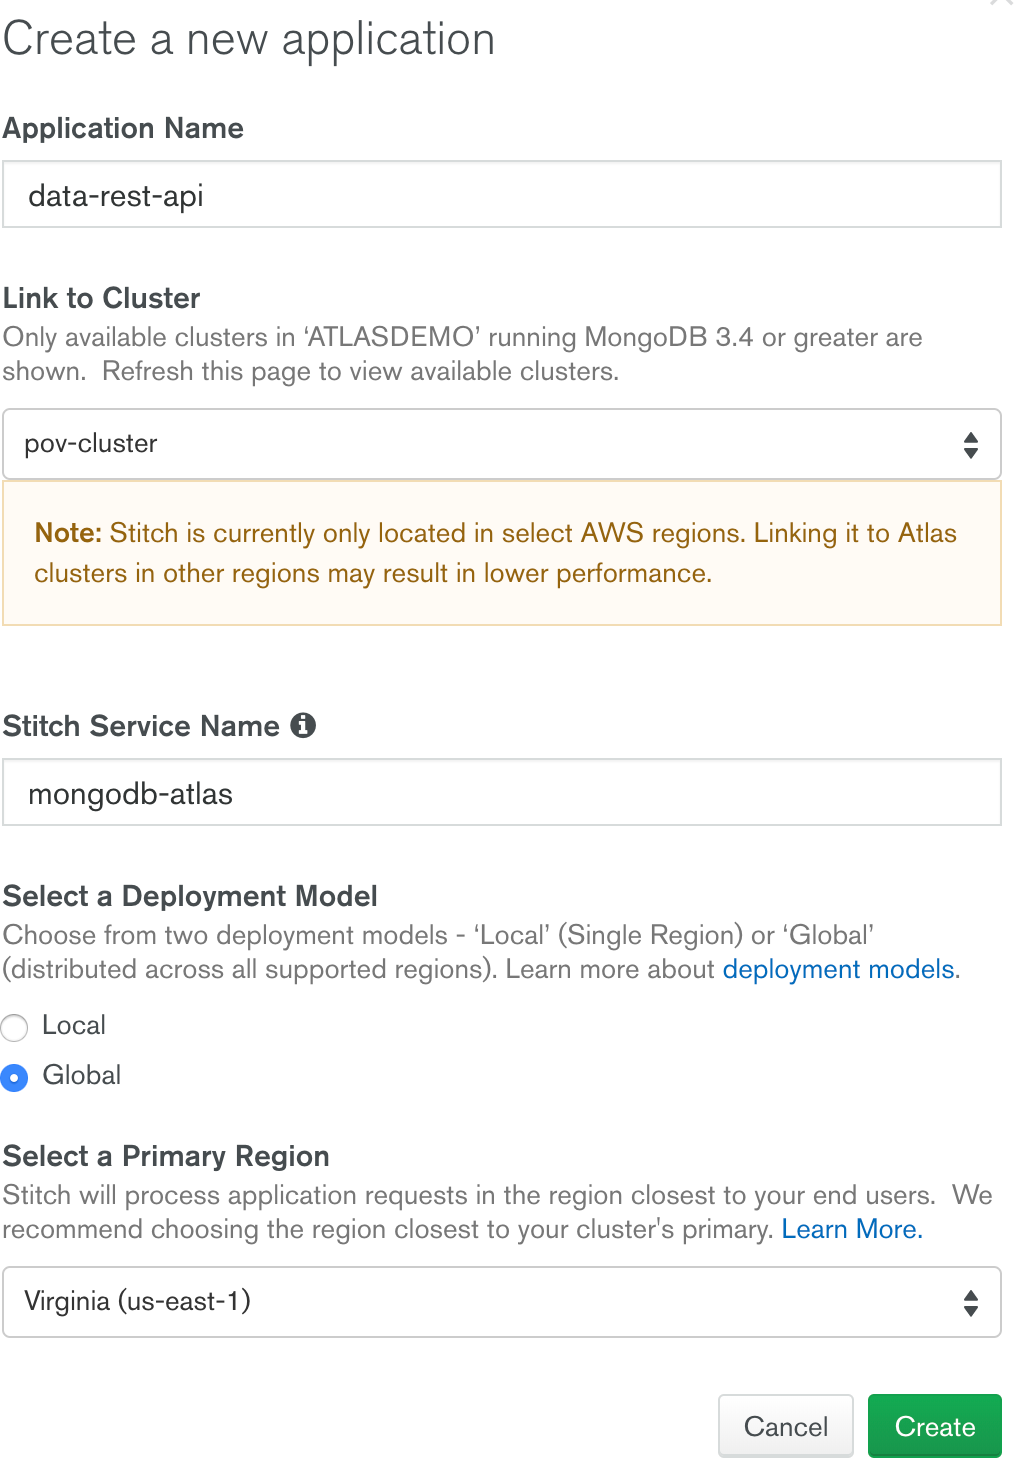 Create a new application
Application Name
data-rest-api
Link to Cluster
Only available clusters in ‘ATLASDEMO’ running MongoDB 3.4 or greater are
shown.  Refresh this page to view available clusters.
pov-cluster
Note: Stitch is currently only located in select AWS regions. Linking it to Atlas
clusters in other regions may result in lower performance.
Stitch Service Name
mongodb-atlas
Select a Deployment Model
Choose from two deployment models - ‘Local’ (Single Region) or ‘Global’
(distributed across all supported regions). Learn more about deployment models.
Local
Global
Select a Primary Region
Stitch will process application requests in the region closest to your end users.  We
recommend choosing the region closest to your cluster's primary. Learn More.
Virginia (us-east-1)
Cancel
Create